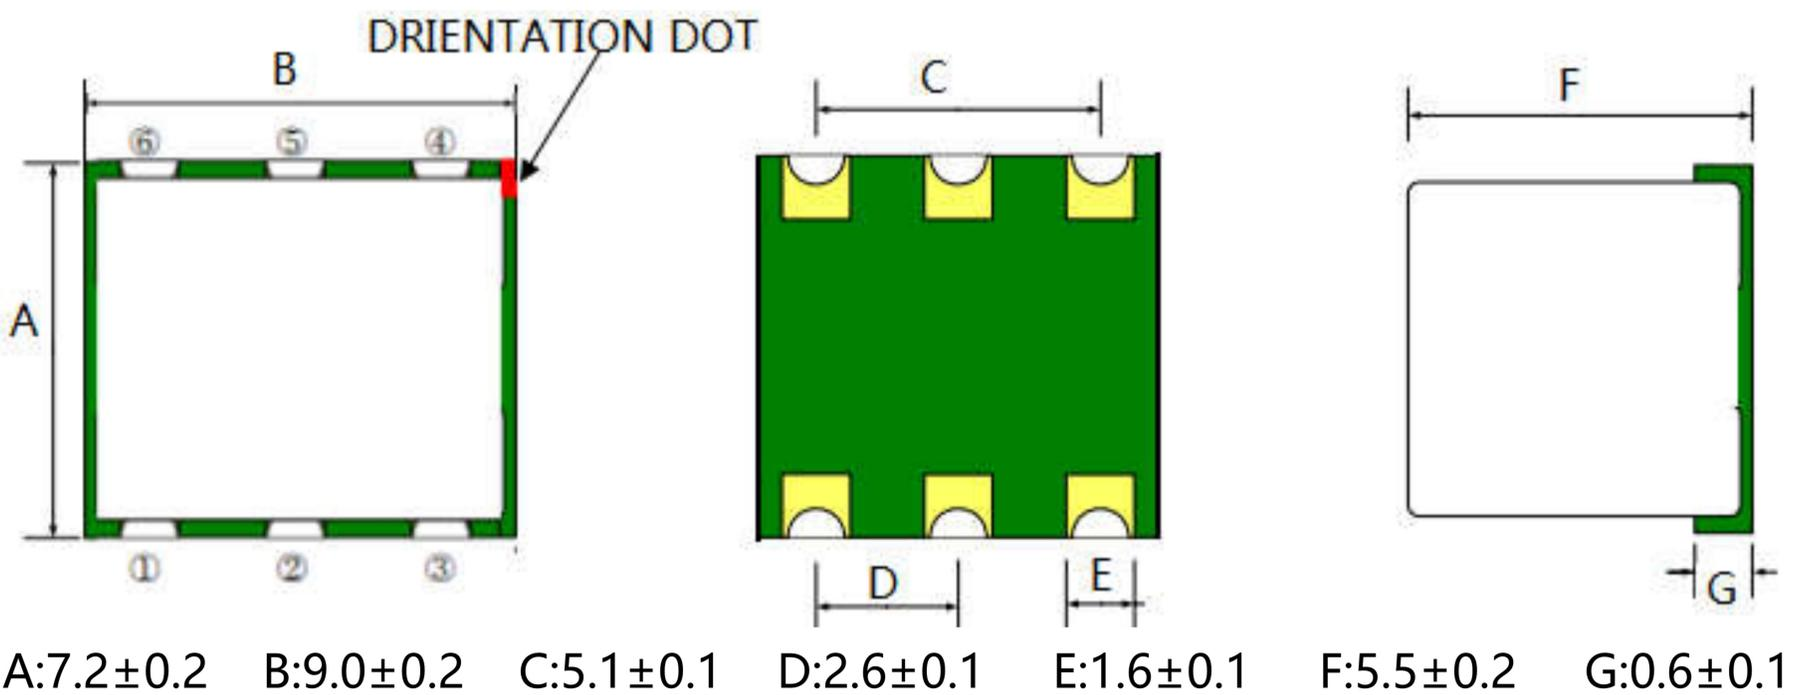 DRIENTATION DOT
B
C
F
⑥ ⑤ ④
A
① ② ③
D
E
G
A:7.2±0.2 B:9.0±0.2 C:5.1±0.1 D:2.6±0.1 E:1.6±0.1 F:5.5±0.2 G:0.6±0.1